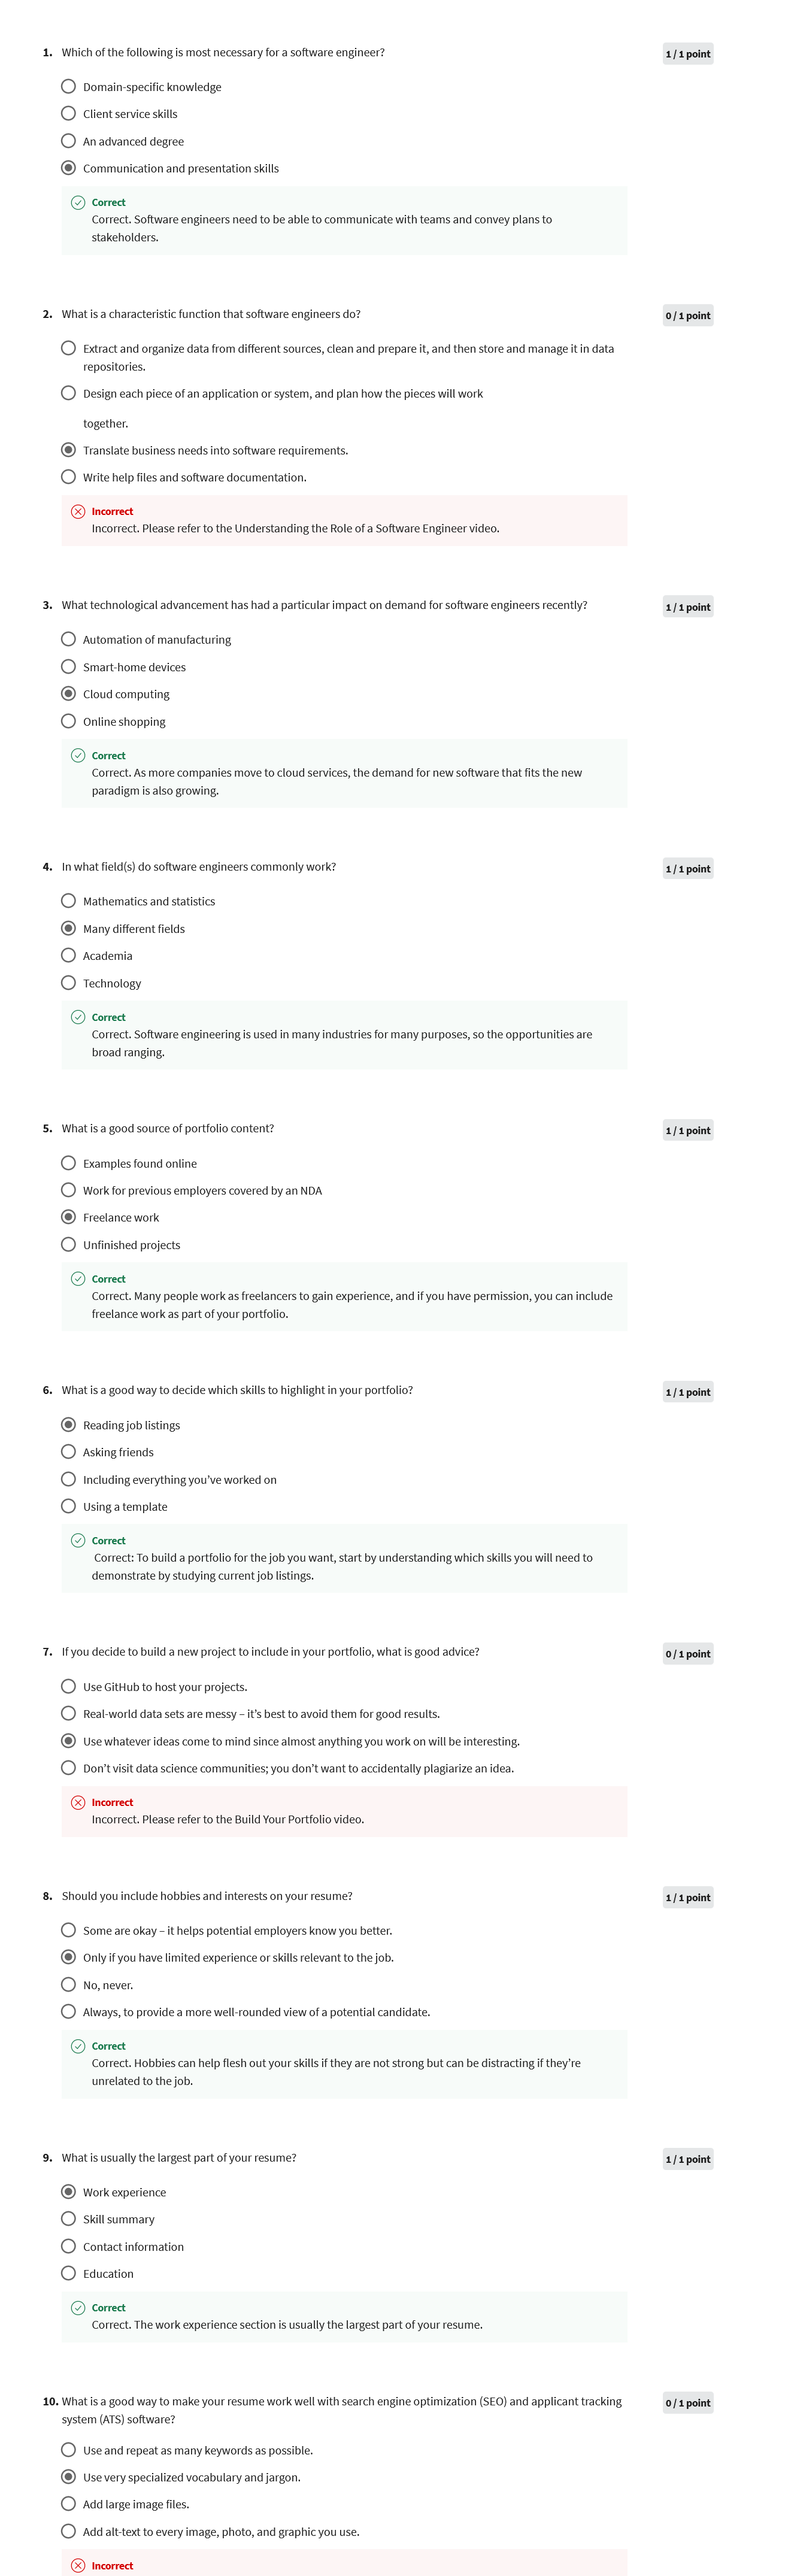 1. Which of the following is most necessary for a software engineer?
1 / 1 point
Domain-specific knowledge
Client service skills
An advanced degree
Communication and presentation skills
Correct
Correct. Software engineers need to be able to communicate with teams and convey plans to
stakeholders.
2. What is a characteristic function that software engineers do?
0 / 1 point
Extract and organize data from different sources, clean and prepare it, and then store and manage it in data
repositories.
Design each piece of an application or system, and plan how the pieces will work
together.
Translate business needs into software requirements.
Write help files and software documentation.
Incorrect
Incorrect. Please refer to the Understanding the Role of a Software Engineer video.
3. What technological advancement has had a particular impact on demand for software engineers recently?
1 / 1 point
Automation of manufacturing
Smart-home devices
Cloud computing
Online shopping
Correct
Correct. As more companies move to cloud services, the demand for new software that fits the new
paradigm is also growing.
4. In what field(s) do software engineers commonly work?
1 / 1 point
Mathematics and statistics
Many different fields
Academia
Technology
Correct
Correct. Software engineering is used in many industries for many purposes, so the opportunities are
broad ranging.
5. What is a good source of portfolio content?
1 / 1 point
Examples found online
Work for previous employers covered by an NDA
Freelance work
Unfinished projects
Correct
Correct. Many people work as freelancers to gain experience, and if you have permission, you can include
freelance work as part of your portfolio.
6. What is a good way to decide which skills to highlight in your portfolio?
1 / 1 point
Reading job listings
Asking friends
Including everything you’ve worked on
Using a template
Correct
Correct: To build a portfolio for the job you want, start by understanding which skills you will need to
demonstrate by studying current job listings.
7. If you decide to build a new project to include in your portfolio, what is good advice?
0 / 1 point
Use GitHub to host your projects.
Real-world data sets are messy – it’s best to avoid them for good results.
Use whatever ideas come to mind since almost anything you work on will be interesting.
Don’t visit data science communities; you don’t want to accidentally plagiarize an idea.
Incorrect
Incorrect. Please refer to the Build Your Portfolio video.
8. Should you include hobbies and interests on your resume?
1 / 1 point
Some are okay – it helps potential employers know you better.
Only if you have limited experience or skills relevant to the job.
No, never.
Always, to provide a more well-rounded view of a potential candidate.
Correct
Correct. Hobbies can help flesh out your skills if they are not strong but can be distracting if they’re
unrelated to the job.
9. What is usually the largest part of your resume?
1 / 1 point
Work experience
Skill summary
Contact information
Education
Correct
Correct. The work experience section is usually the largest part of your resume.
10. What is a good way to make your resume work well with search engine optimization (SEO) and applicant tracking
system (ATS) software?
0 / 1 point
Use and repeat as many keywords as possible.
Use very specialized vocabulary and jargon.
Add large image files.
Add alt-text to every image, photo, and graphic you use.
Incorrect